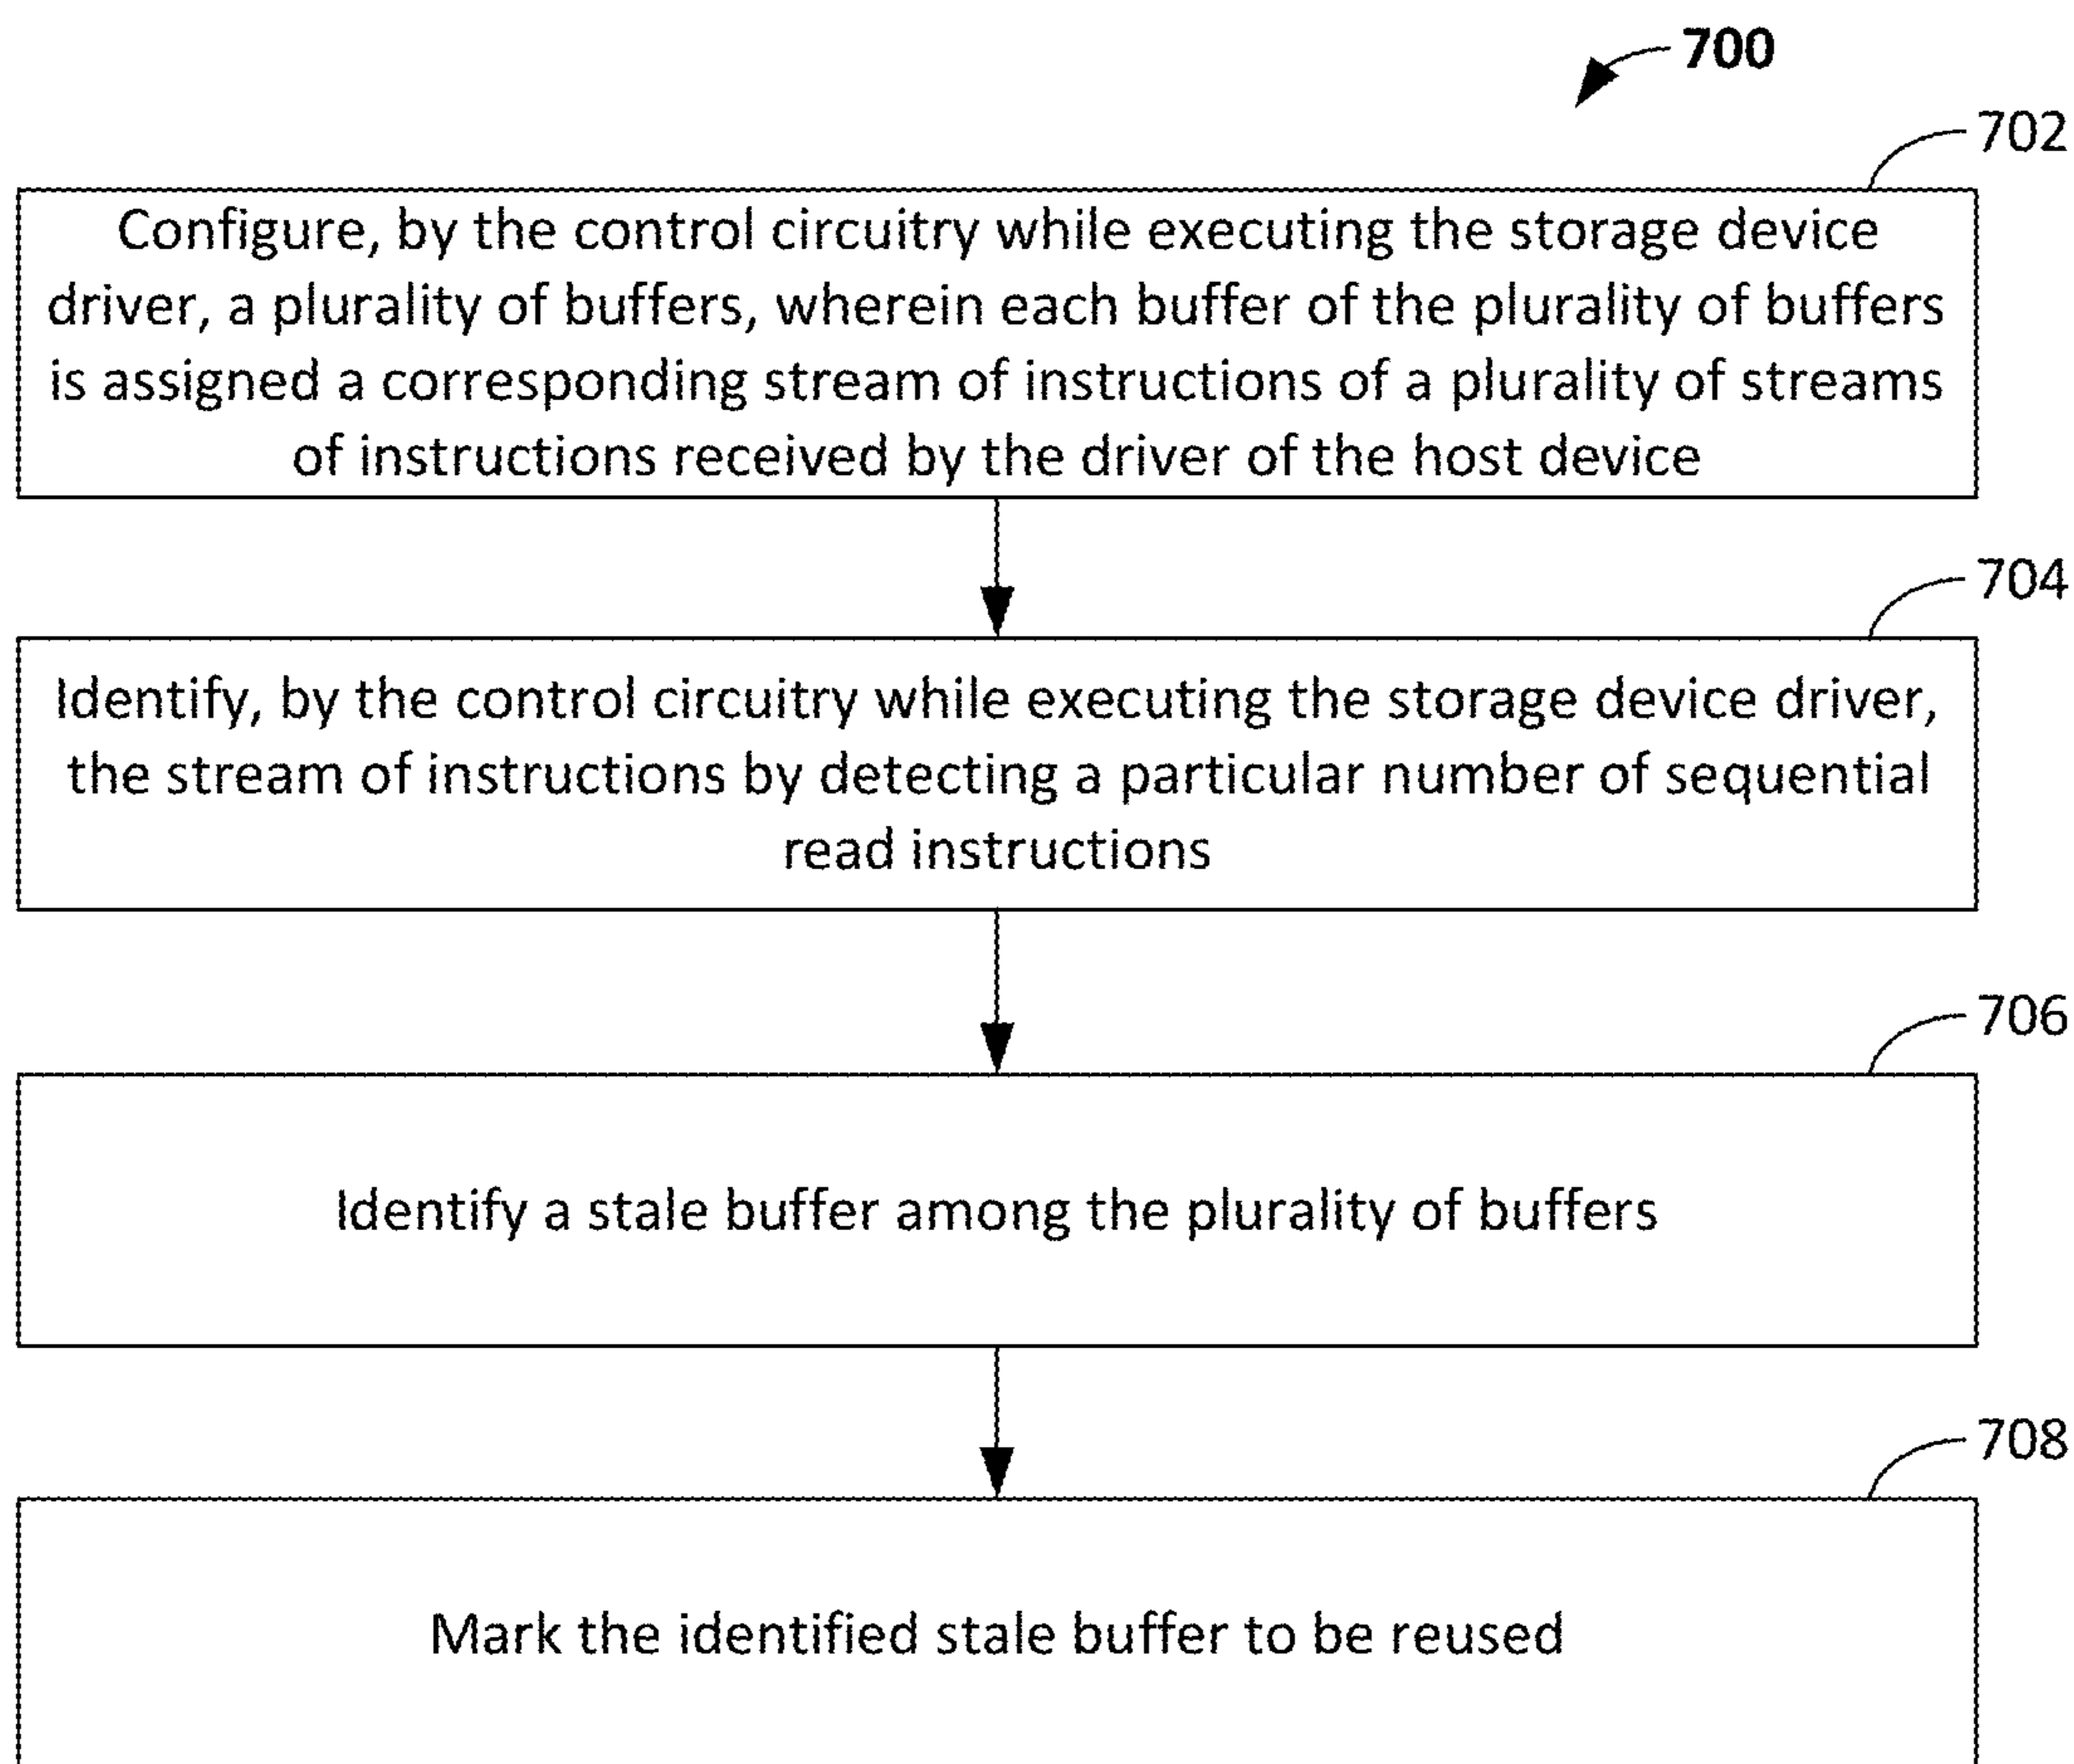 700
702
Configure, by the control circuitry while executing the storage device
driver, a plurality of buffers, wherein each buffer of the plurality of buffers
is assigned a corresponding stream of instructions of a plurality of streams
of instructions received by the driver of the host device
704
Identify, by the control circuitry while executing the storage device driver,
the stream of instructions by detecting a particular number of sequential
read instructions
706
Identify a stale buffer among the plurality of buffers
708
Mark the identified stale buffer to be reused